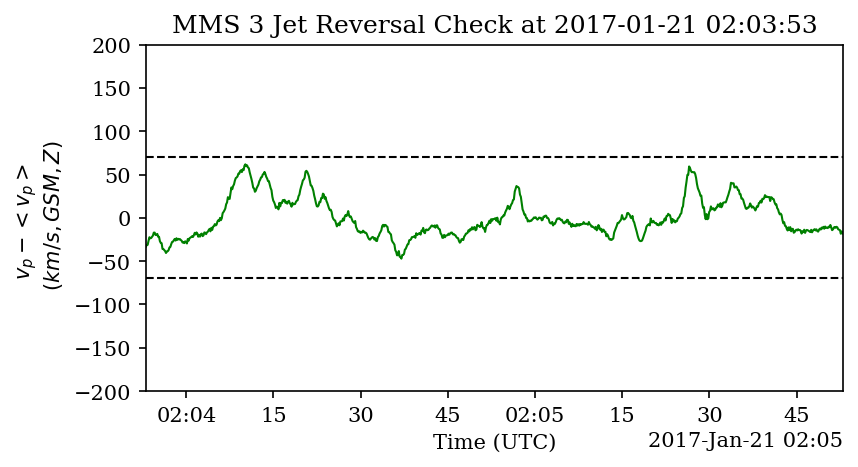 MMS 3 Jet Reversal Check at 2017-01-21 02:03:53
200
150
100
50
0
−50
−100
−150
−200
v_p − < v_p >
(km/s, GSM, Z)
02:04 15 30 45 02:05 15 30 45
Time (UTC)
2017-Jan-21 02:05